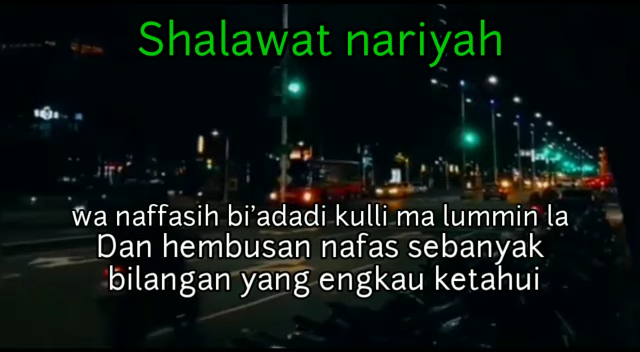 Shalawat nariyah
wa naffasih bi'adadi kulli ma lummin la
Dan hembusan nafas sebanyak
bilangan yang engkau ketahui